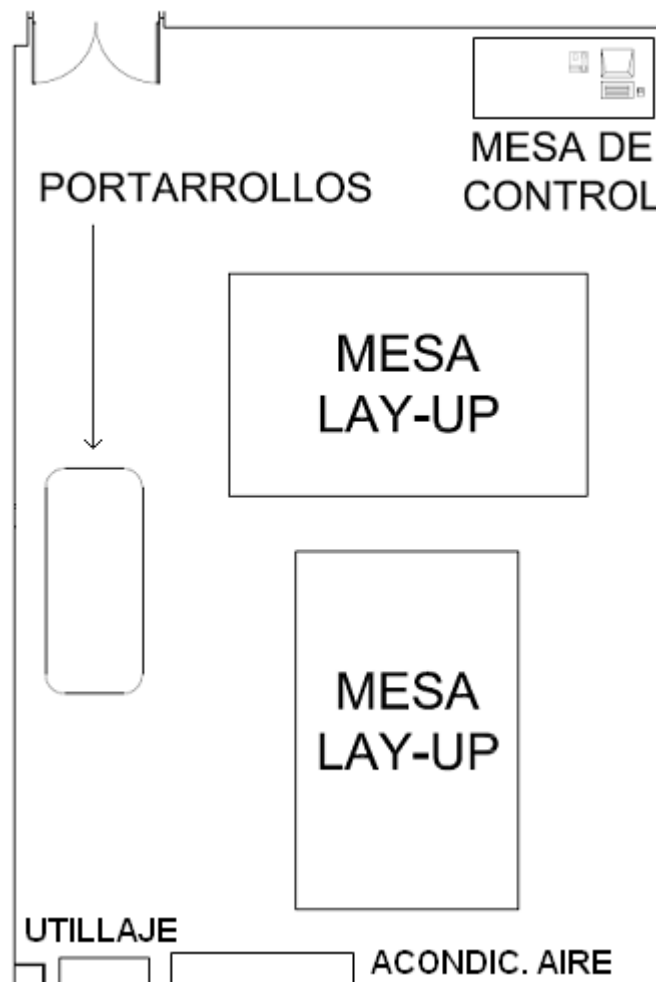 MESA DE
CONTROL
PORTARROLLOS
MESA
LAY-UP
MESA
LAY-UP
UTILLAJE
ACONDIC. AIRE